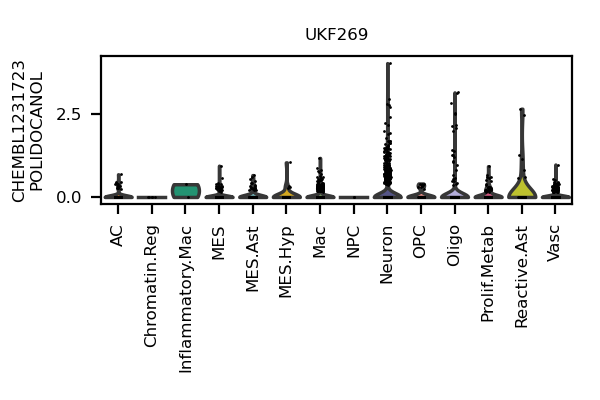 UKF269
CHEMBL1231723
POLIDOCANOL
2.5
0.0
AC
Chromatin.Reg
Inflammatory.Mac
MES
MES.Ast
MES.Hyp
Mac
NPC
Neuron
OPC
Oligo
Prolif.Metab
Reactive.Ast
Vasc